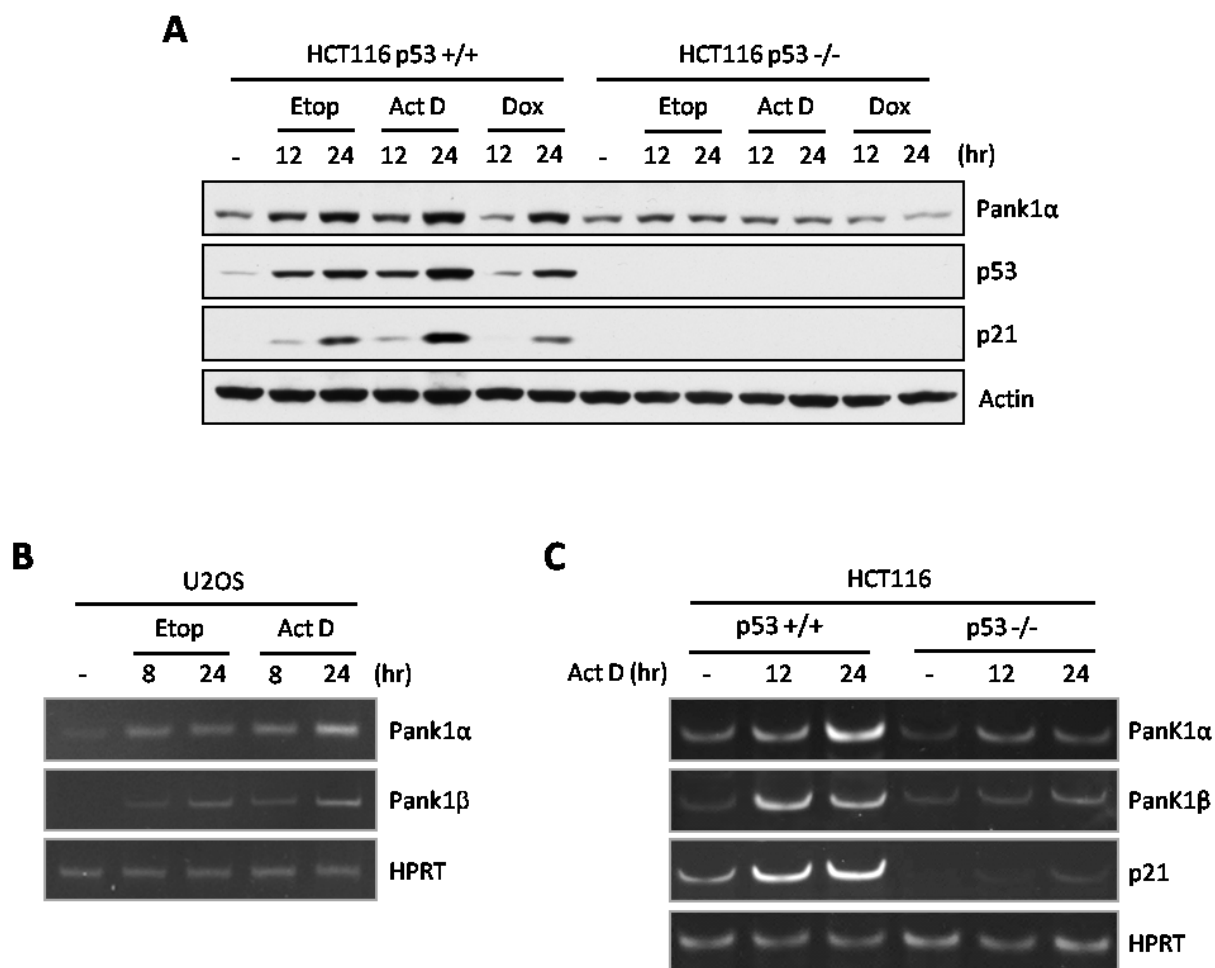 A
HCT116 p53 +/+ HCT116 p53 -/-
Etop Act D Dox Etop Act D Dox
- 12 24 12 24 12 24 - 12 24 12 24 12 24 (hr)
Pank1α
p53
p21
Actin
B
U2OS
Etop Act D
- 8 24 8 24 (hr)
Pank1α
Pank1β
HPRT
C
HCT116
p53 +/+ p53 -/-
Act D (hr) - 12 24 - 12 24
PanK1α
PanK1β
p21
HPRT